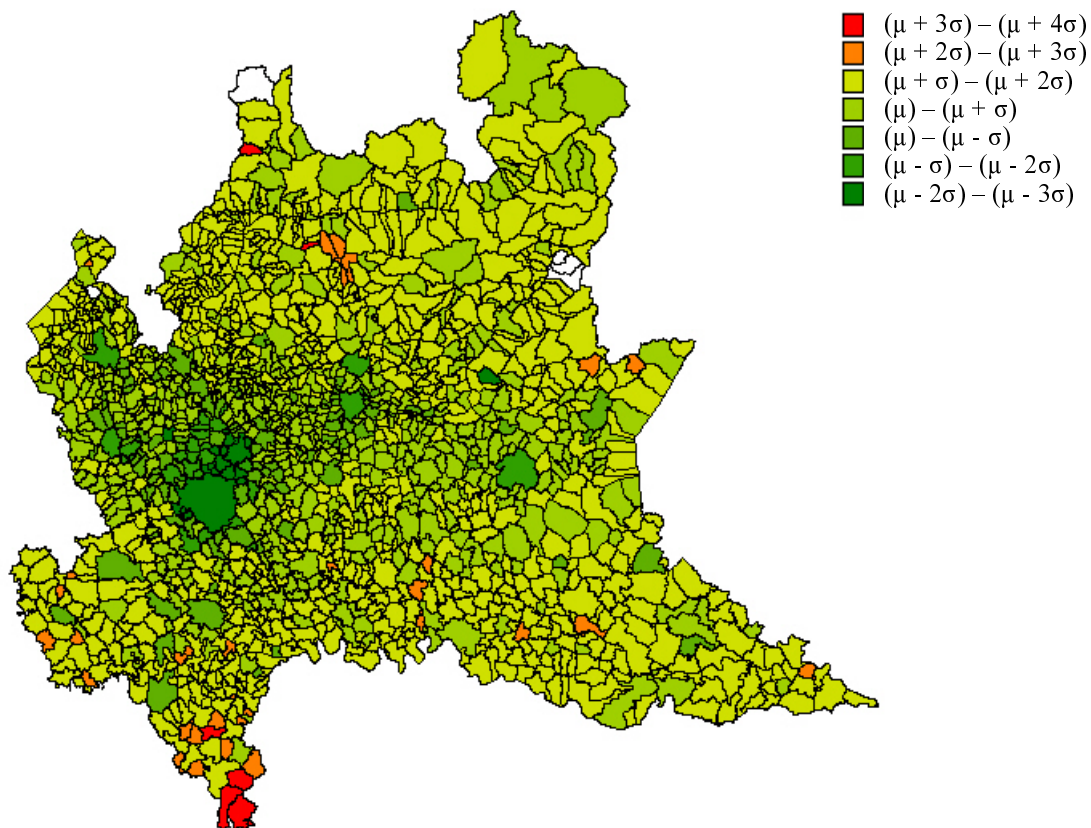 (μ + 3σ) – (μ + 4σ)
(μ + 2σ) – (μ + 3σ)
(μ + σ) – (μ + 2σ)
(μ) – (μ + σ)
(μ) – (μ - σ)
(μ - σ) – (μ - 2σ)
(μ - 2σ) – (μ - 3σ)